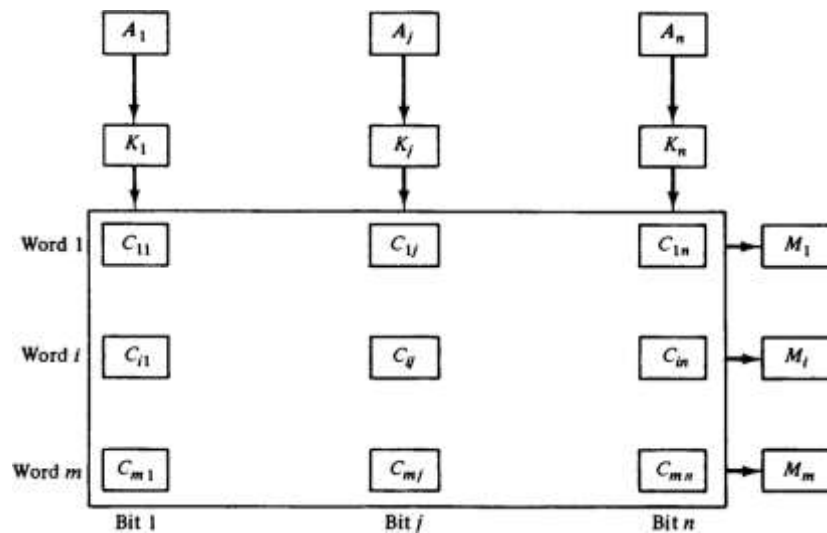 A₁ Aⱼ Aₙ
K₁ Kⱼ Kₙ
Word 1 C₁₁ C₁ⱼ C₁ₙ M₁
Word i Cᵢ₁ Cᵢⱼ Cᵢₙ Mᵢ
Word m Cₘ₁ Cₘⱼ Cₘₙ Mₘ
Bit 1 Bit j Bit n